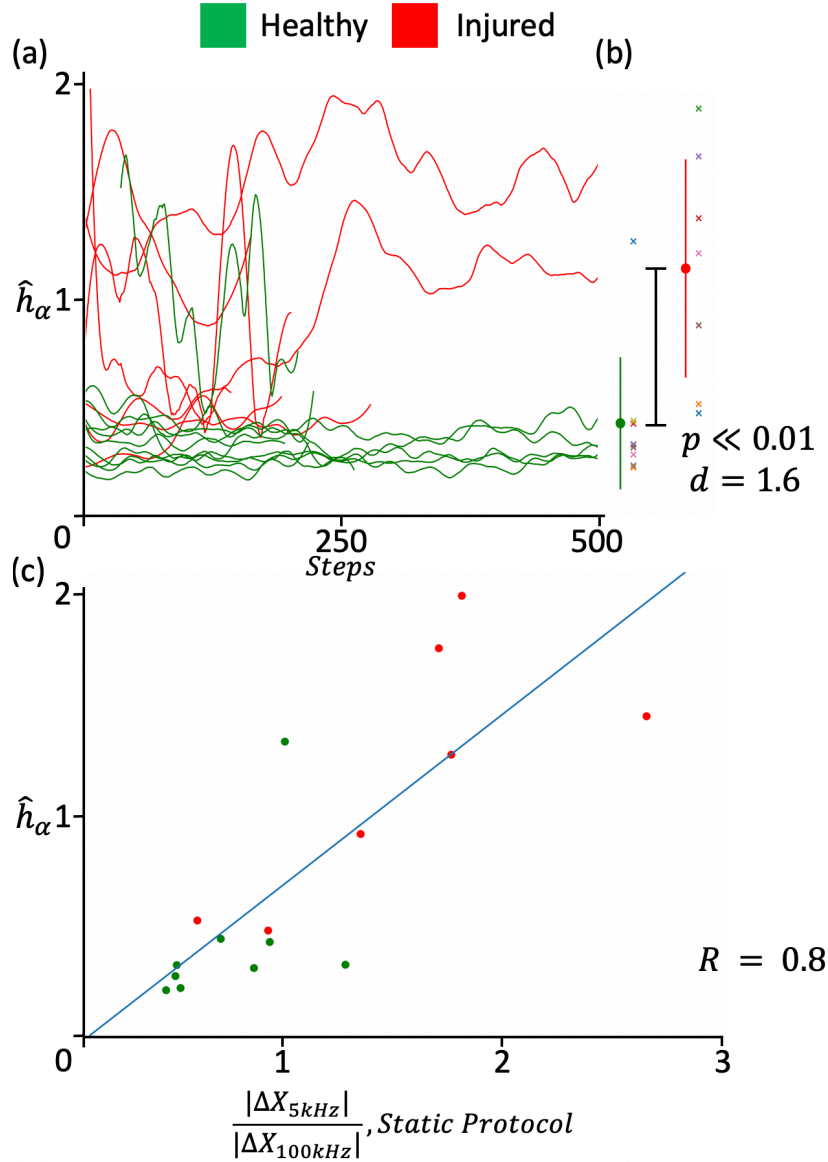 Healthy Injured
(a) (b)
2
ĥα 1
0 250 500
Steps
p ≪ 0.01
d = 1.6
(c)
2
ĥα 1
R = 0.8
0 1 2 3
|ΔX5kHz|
|ΔX100kHz|, Static Protocol